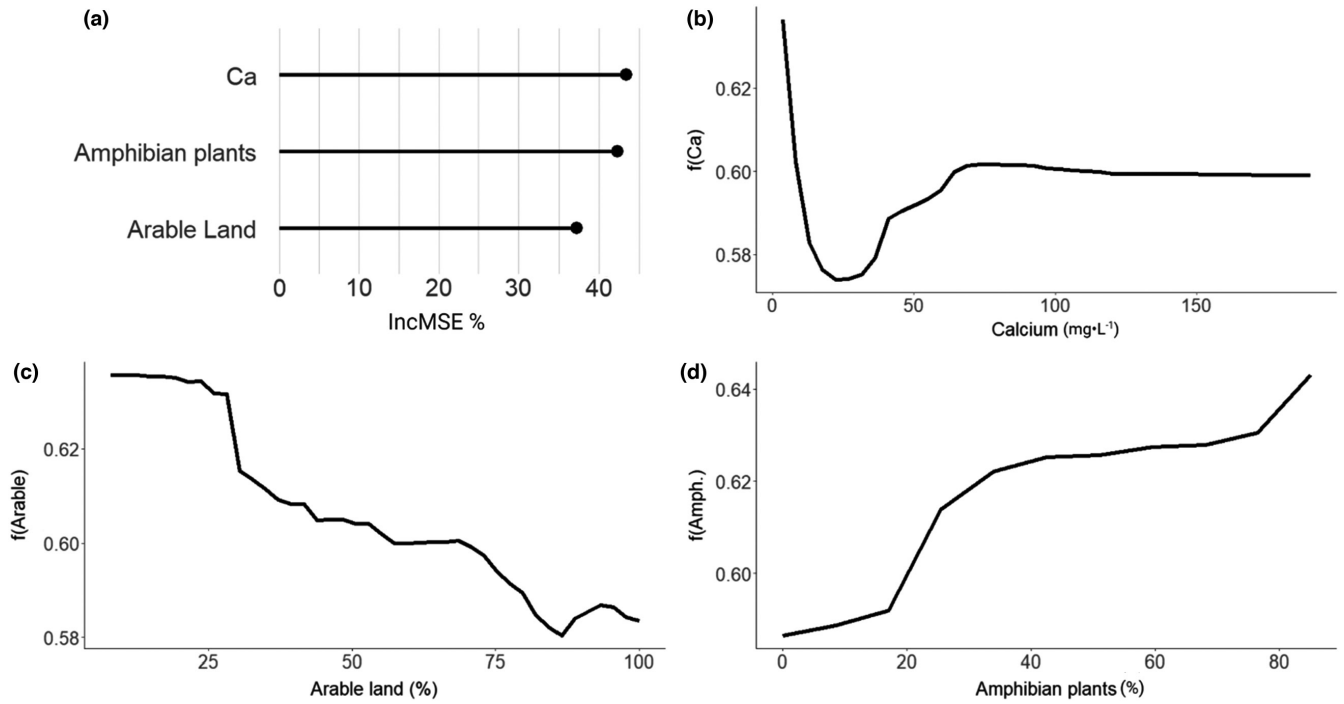 (a)
Ca
Amphibian plants
Arable Land
0 10 20 30 40
IncMSE %
(b)
f(Ca)
0.62
0.60
0.58
0 50 100 150
Calcium (mg•L⁻¹)
(c)
f(Arable)
0.62
0.60
0.58
25 50 75 100
Arable land (%)
(d)
f(Amph.)
0.64
0.62
0.60
0 20 40 60 80
Amphibian plants (%)